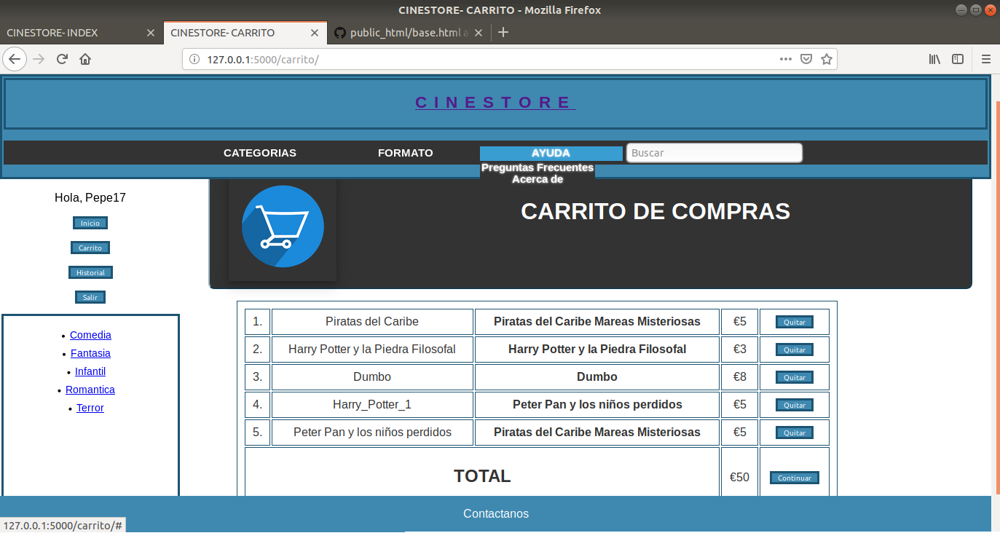 CINESTORE- CARRITO - Mozilla Firefox
CINESTORE- INDEX
CINESTORE- CARRITO
public_html/base.html a
127.0.0.1:5000/carrito/
CINESTORE
CATEGORIAS FORMATO AYUDA Buscar
Preguntas Frecuentes
Acerca de
Hola, Pepe17
Inicio
Carrito
Historial
Salir
Comedia
Fantasia
Infantil
Romantica
Terror
CARRITO DE COMPRAS
1. Piratas del Caribe Piratas del Caribe Mareas Misteriosas €5 Quitar
2. Harry Potter y la Piedra Filosofal Harry Potter y la Piedra Filosofal €3 Quitar
3. Dumbo Dumbo €8 Quitar
4. Harry_Potter_1 Peter Pan y los niños perdidos €5 Quitar
5. Peter Pan y los niños perdidos Piratas del Caribe Mareas Misteriosas €5 Quitar
TOTAL €50 Continuar
Contactanos
127.0.0.1:5000/carrito/#